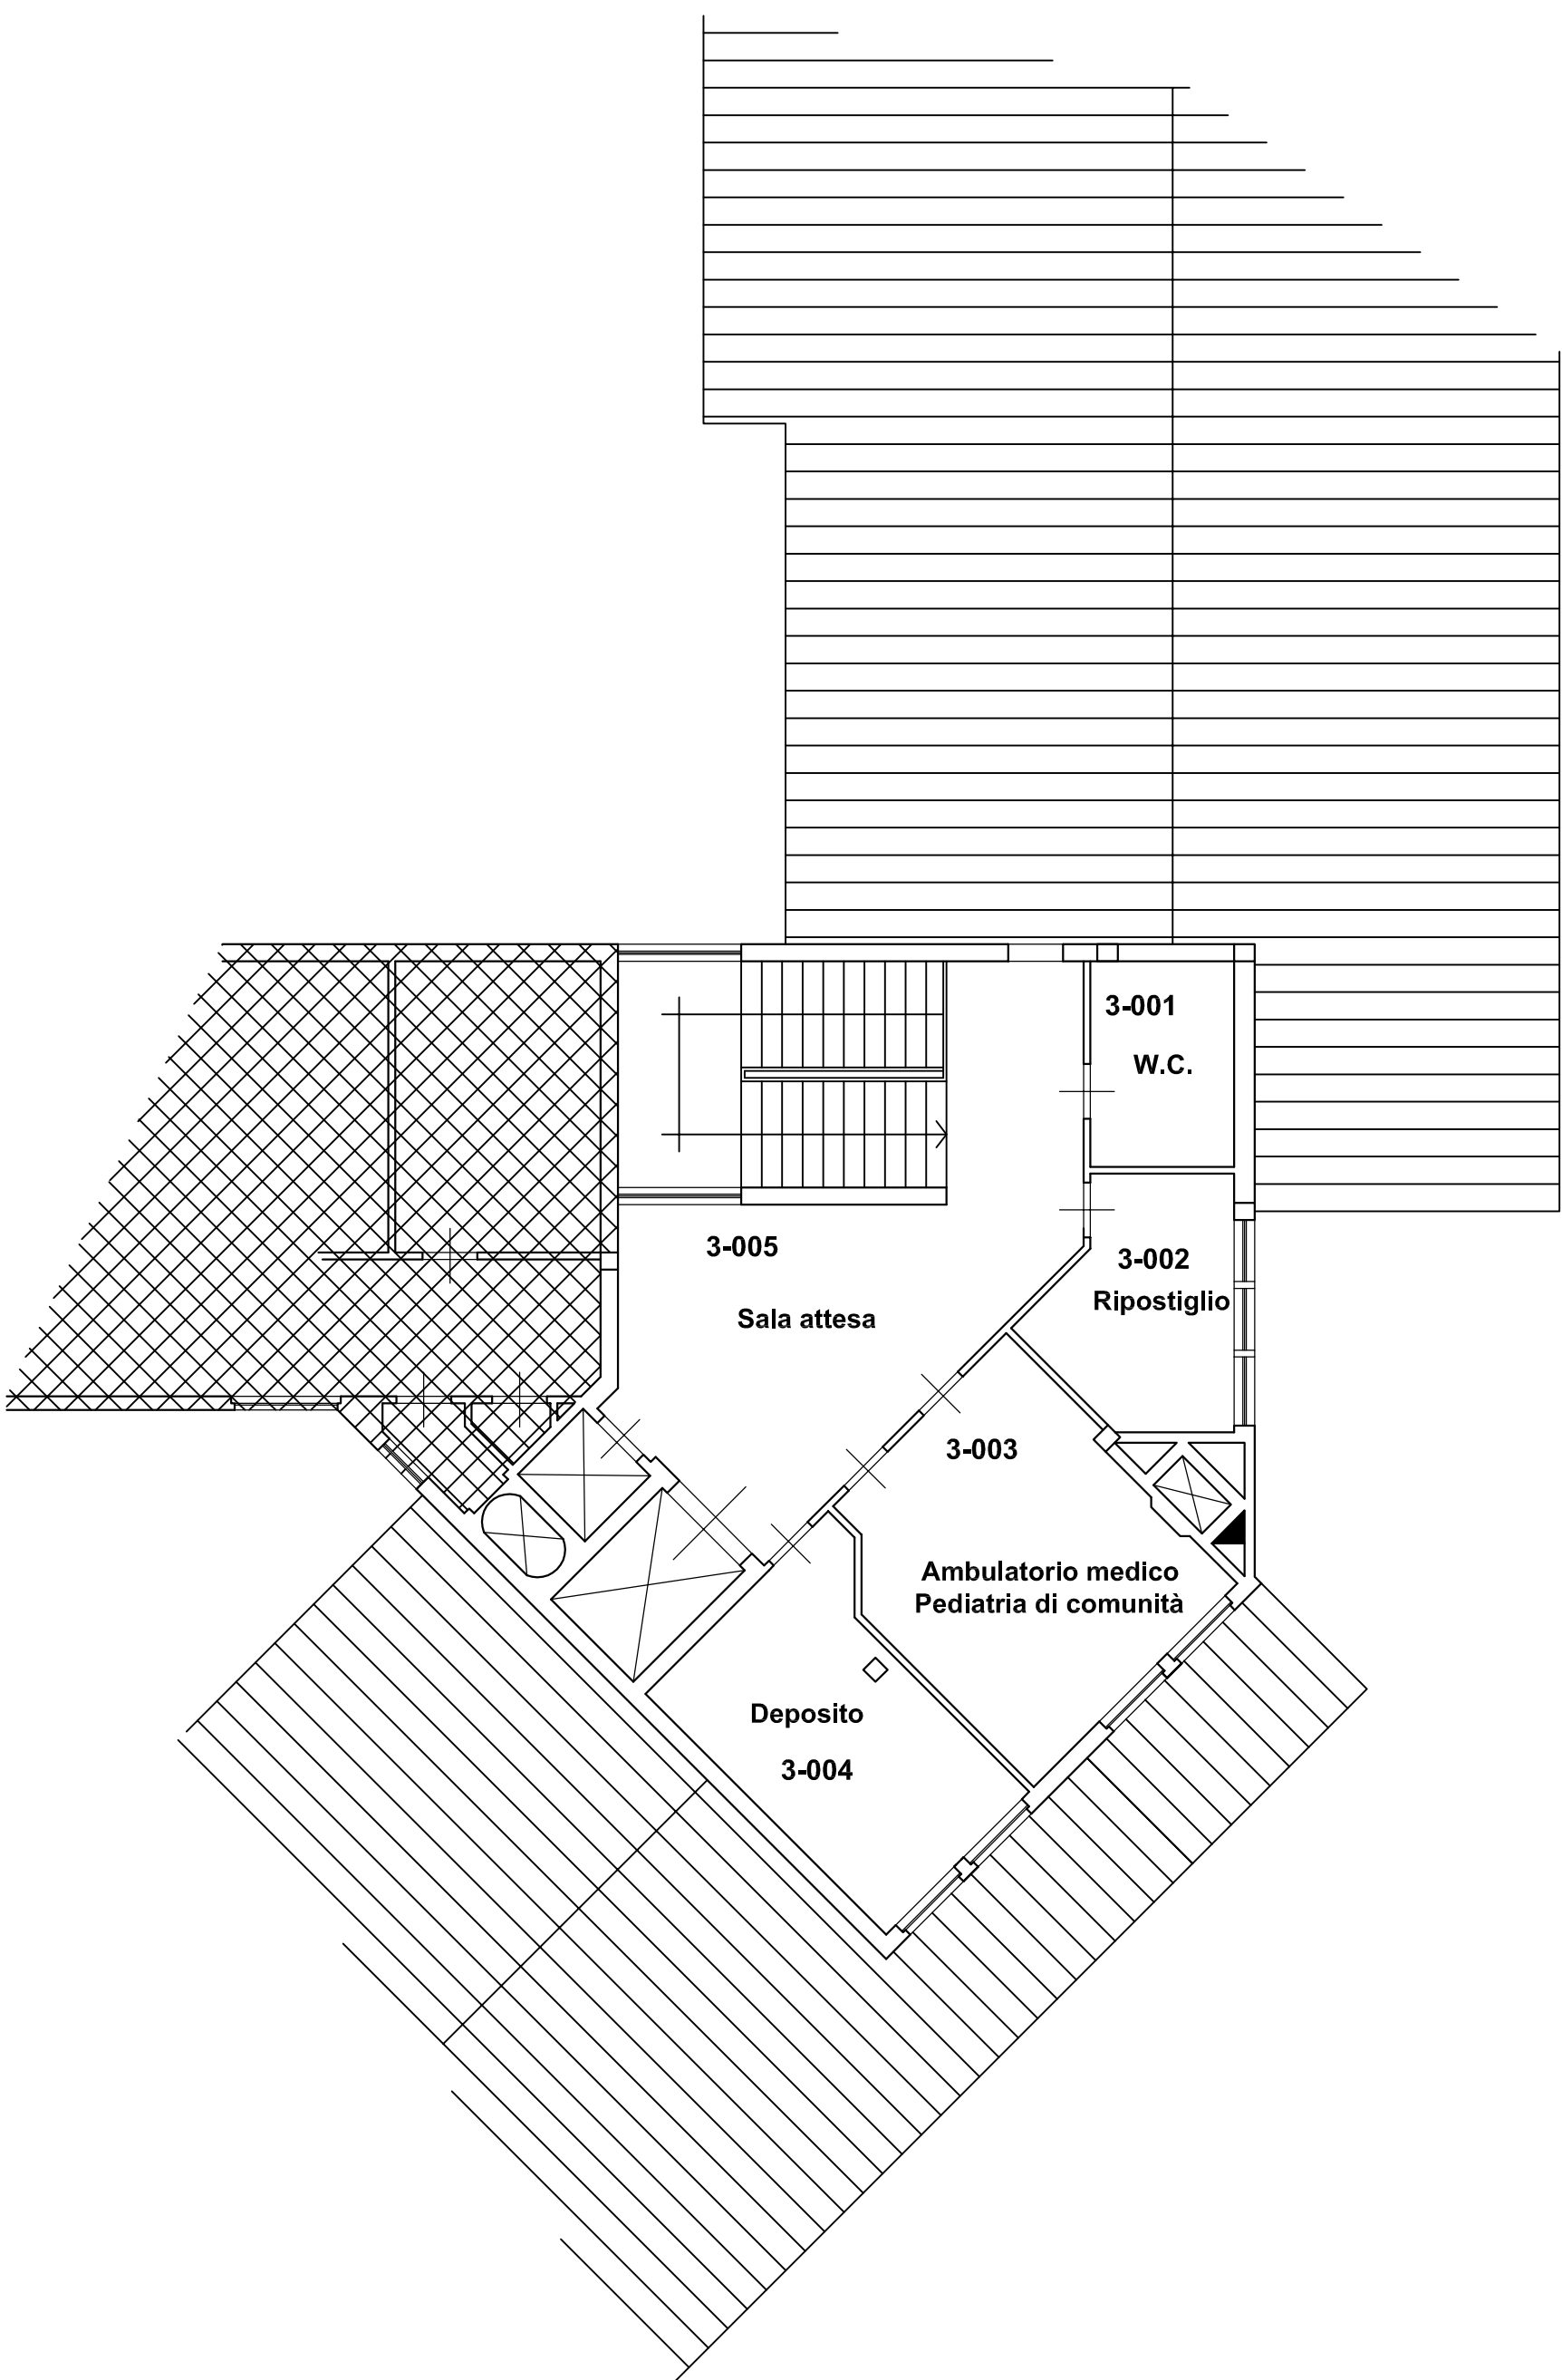 3-001
W.C.
3-005
3-002
Ripostiglio
Sala attesa
3-003
Ambulatorio medico
Pediatria di comunità
Deposito
3-004